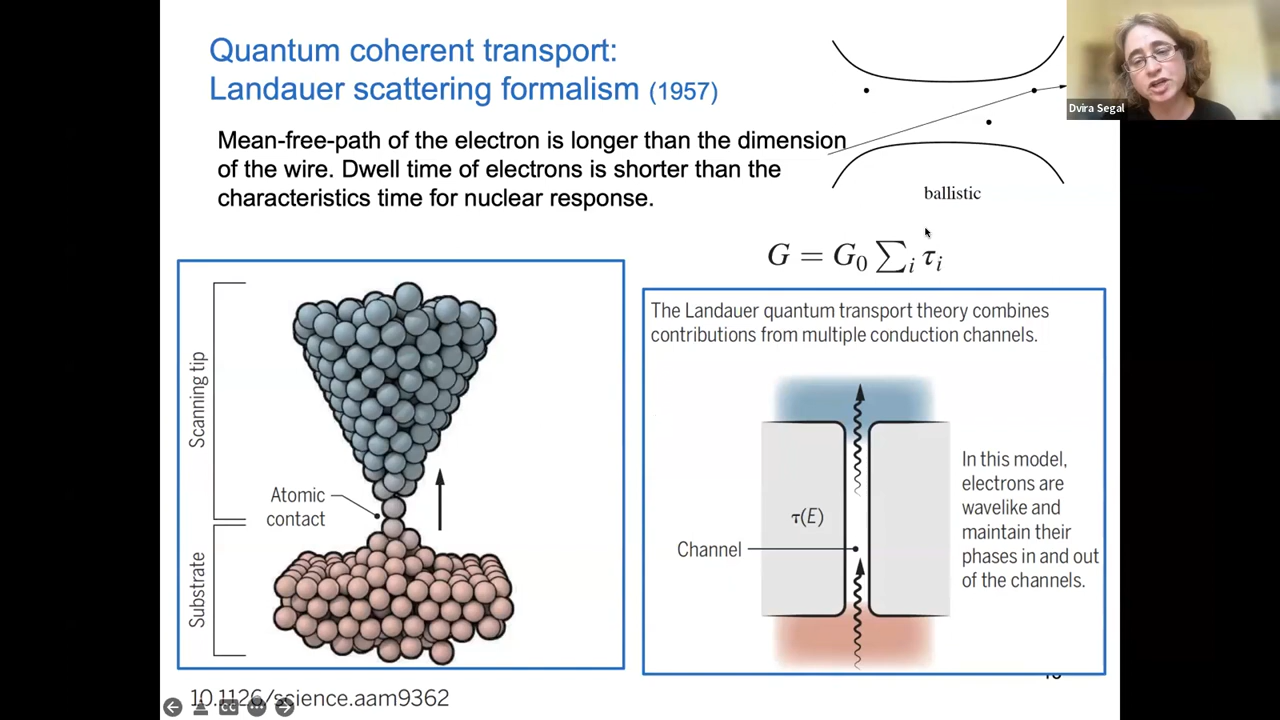 Quantum coherent transport:
Landauer scattering formalism (1957)
Dvira Segal
Mean-free-path of the electron is longer than the dimension
of the wire. Dwell time of electrons is shorter than the
characteristics time for nuclear response.
ballistic
G = G₀ ∑ᵢ τᵢ
Scanning tip
Atomic
contact
Substrate
The Landauer quantum transport theory combines
contributions from multiple conduction channels.
τ(E)
Channel
In this model,
electrons are
wavelike and
maintain their
phases in and out
of the channels.
10.1126/science.aam9362
CC